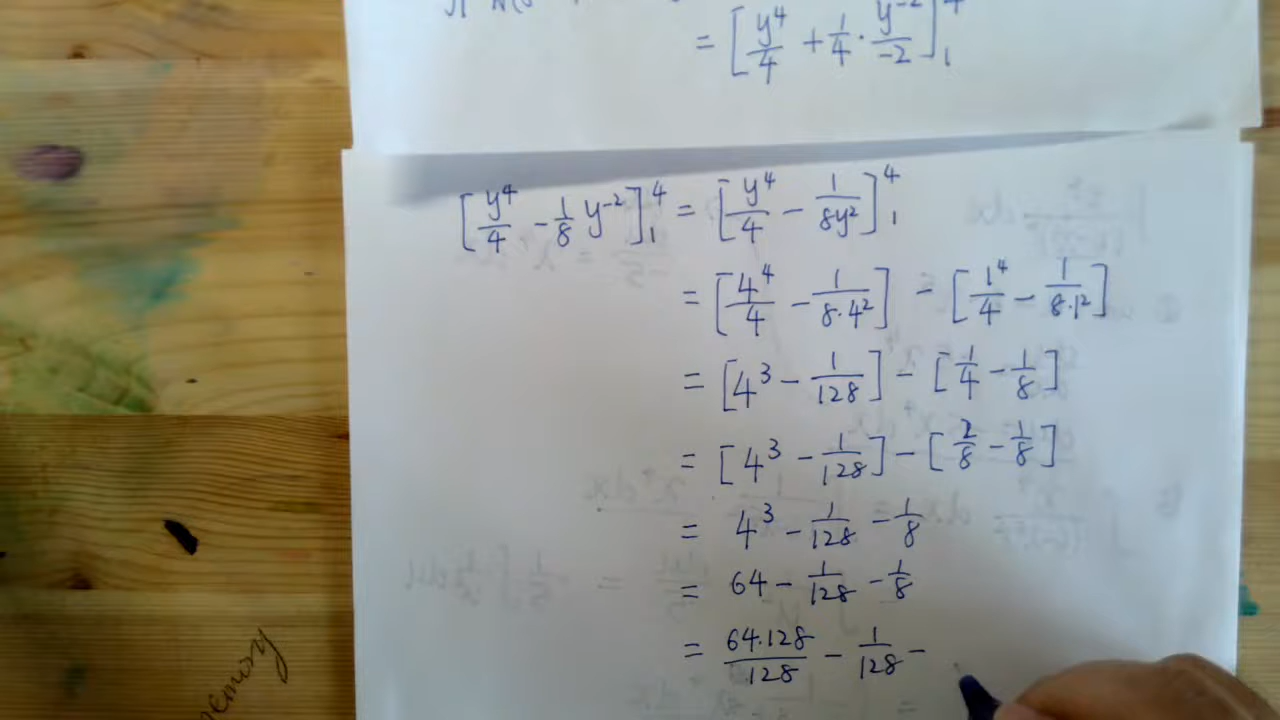 = [y⁴/4 + 1/4 · y⁻²/-2]₁⁴
[y⁴/4 - 1/8 y⁻²]₁⁴ = [y⁴/4 - 1/8y²]₁⁴
= [4⁴/4 - 1/8·4²] - [1⁴/4 - 1/8·1²]
= [4³ - 1/128] - [1/4 - 1/8]
= [4³ - 1/128] - [2/8 - 1/8]
= 4³ - 1/128 - 1/8
= 64 - 1/128 - 1/8
= 64·128/128 - 1/128 -
emory